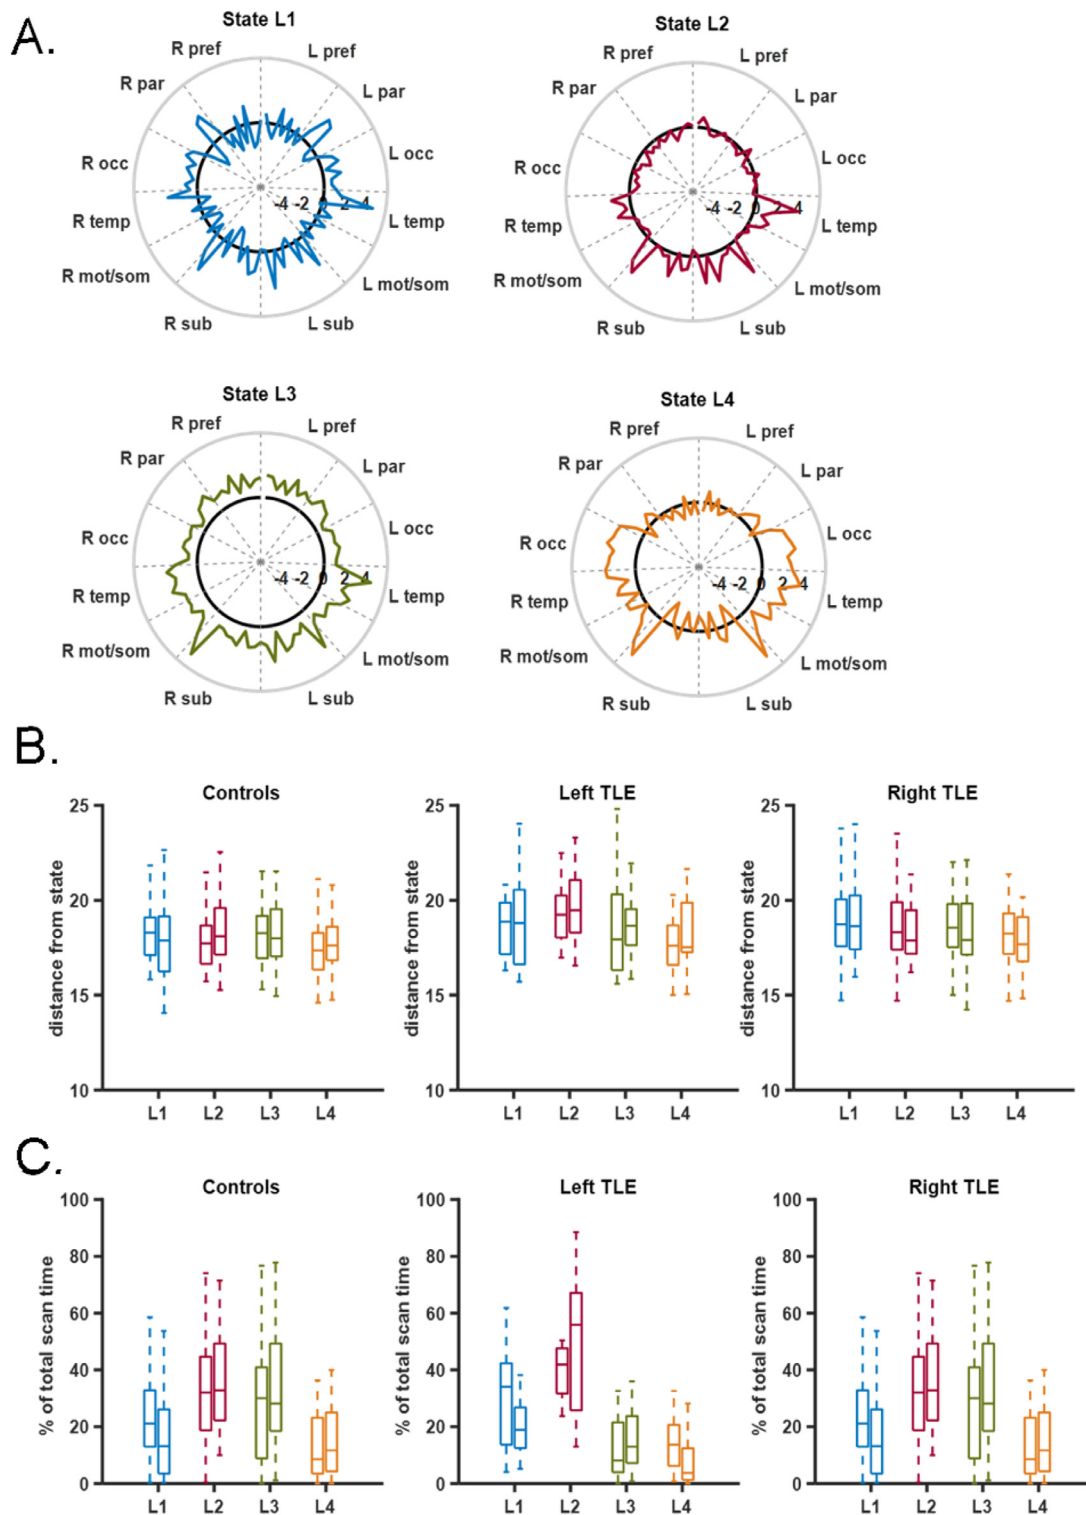 A.
State L1
R pref
L pref
R par
L par
R occ
L occ
-4 -2 0 2 4
R temp
L temp
R mot/som
L mot/som
R sub
L sub
State L2
R pref
L pref
R par
L par
R occ
L occ
-4 -2 0 2 4
R temp
L temp
R mot/som
L mot/som
R sub
L sub
State L3
R pref
L pref
R par
L par
R occ
L occ
-4 -2 0 2 4
R temp
L temp
R mot/som
L mot/som
R sub
L sub
State L4
R pref
L pref
R par
L par
R occ
L occ
-4 -2 0 2 4
R temp
L temp
R mot/som
L mot/som
R sub
L sub
B.
Controls
distance from state
25
20
15
10
L1 L2 L3 L4
Left TLE
distance from state
25
20
15
10
L1 L2 L3 L4
Right TLE
distance from state
25
20
15
10
L1 L2 L3 L4
C.
Controls
% of total scan time
100
80
60
40
20
0
L1 L2 L3 L4
Left TLE
% of total scan time
100
80
60
40
20
0
L1 L2 L3 L4
Right TLE
% of total scan time
100
80
60
40
20
0
L1 L2 L3 L4